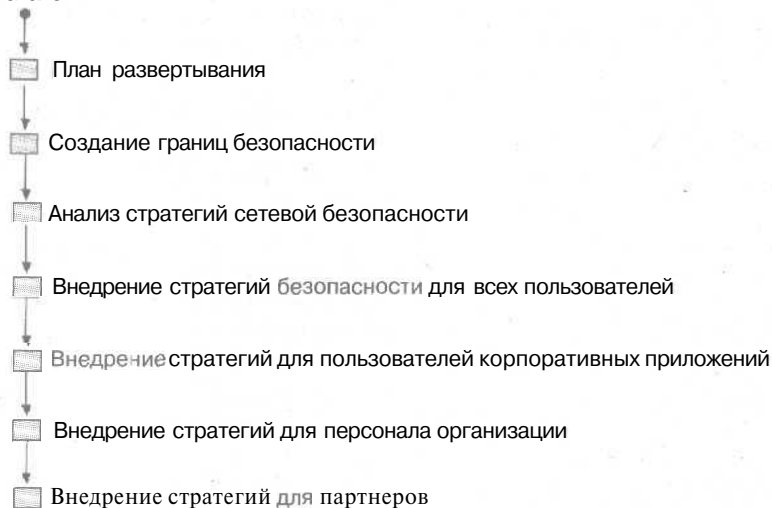 План развертывания
Создание границ безопасности
Анализ стратегий сетевой безопасности
Внедрение стратегий безопасности для всех пользователей
Внедрение стратегий для пользователей корпоративных приложений
Внедрение стратегий для персонала организации
Внедрение стратегий для партнеров